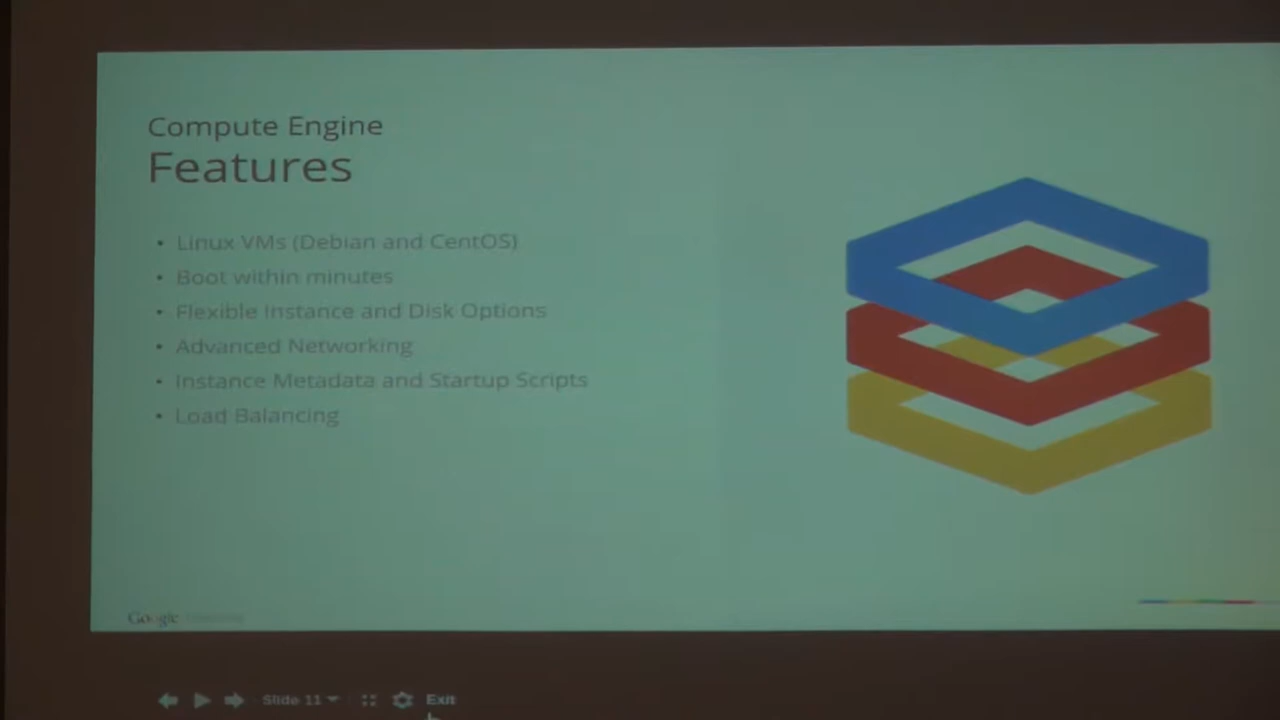 Compute Engine
Features
• Linux VMs (Debian and CentOS)
• Boot within minutes
• Flexible Instance and Disk Options
• Advanced Networking
• Instance Metadata and Startup Scripts
• Load Balancing
Google
Slide 11 Exit